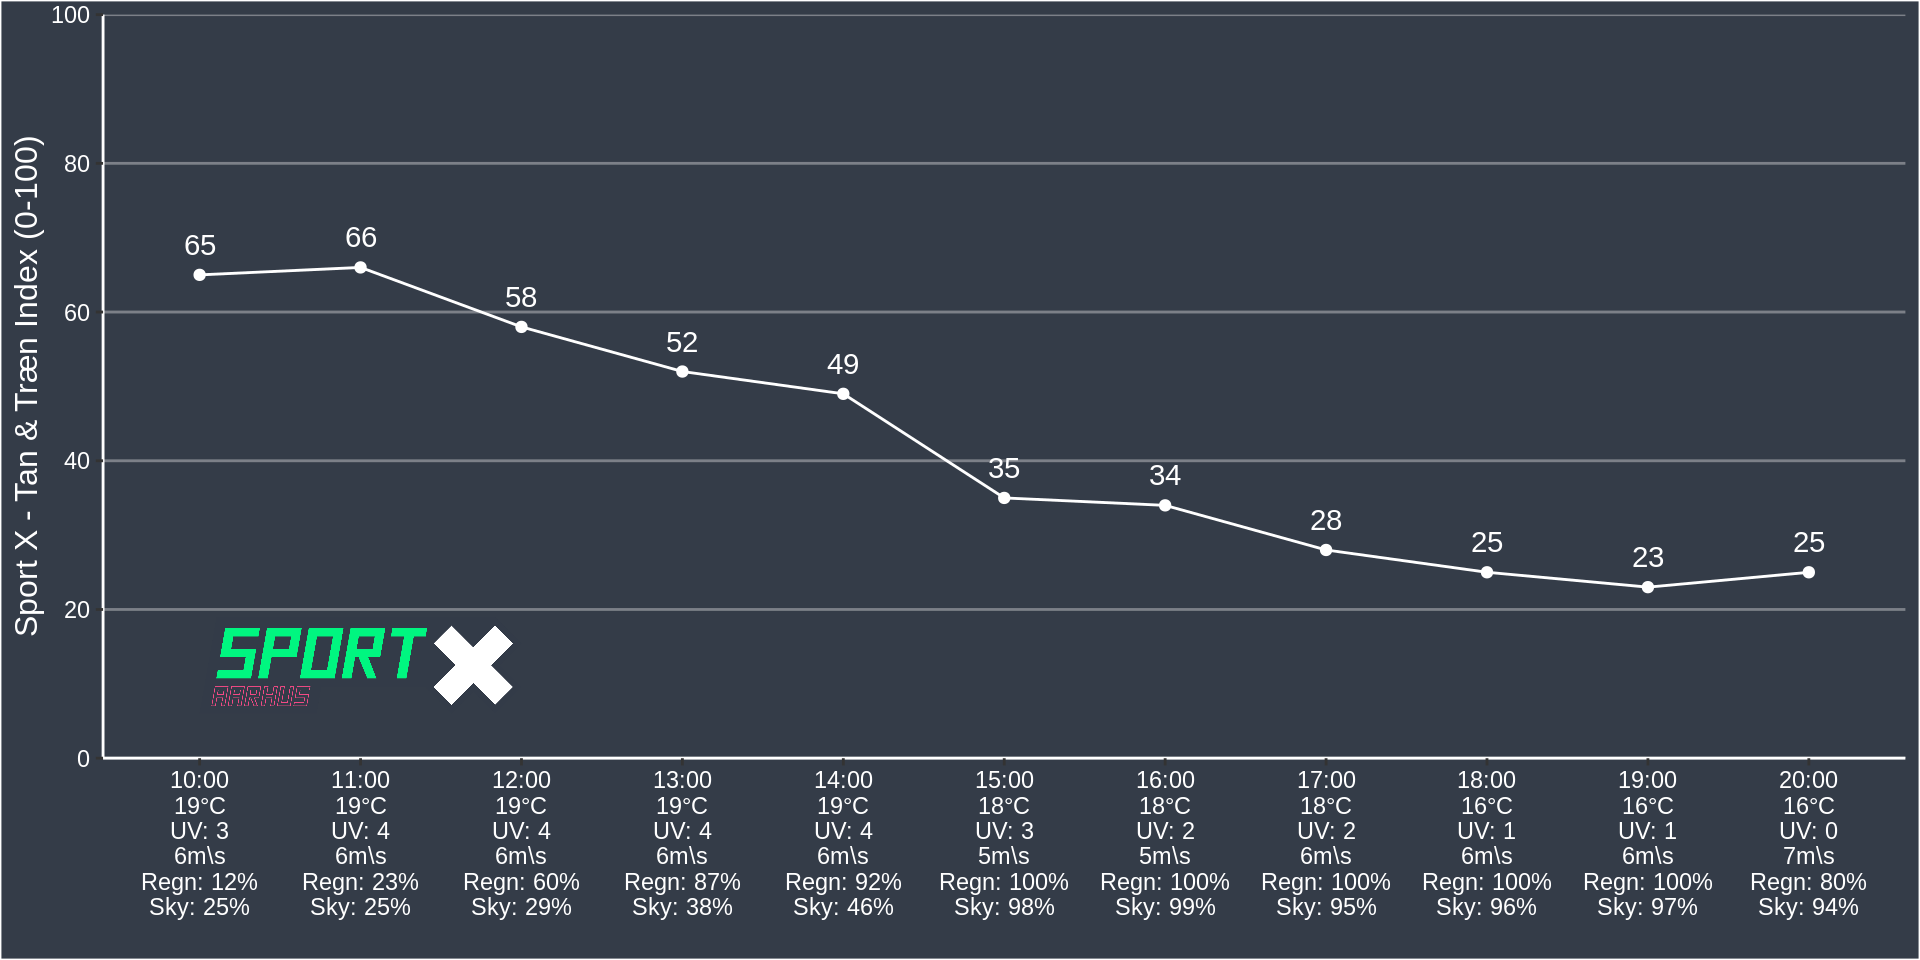 Sport X - Tan & Træn Index (0-100)
100
80
60
40
20
0
65
66
58
52
49
35
34
28
25
23
25
SPORT X
AARHUS
10:00 11:00 12:00 13:00 14:00 15:00 16:00 17:00 18:00 19:00 20:00
19°C 19°C 19°C 19°C 19°C 18°C 18°C 18°C 16°C 16°C 16°C
UV: 3 UV: 4 UV: 4 UV: 4 UV: 4 UV: 3 UV: 2 UV: 2 UV: 1 UV: 1 UV: 0
6m\s 6m\s 6m\s 6m\s 6m\s 5m\s 5m\s 6m\s 6m\s 6m\s 7m\s
Regn: 12% Regn: 23% Regn: 60% Regn: 87% Regn: 92% Regn: 100% Regn: 100% Regn: 100% Regn: 100% Regn: 100% Regn: 80%
Sky: 25% Sky: 25% Sky: 29% Sky: 38% Sky: 46% Sky: 98% Sky: 99% Sky: 95% Sky: 96% Sky: 97% Sky: 94%